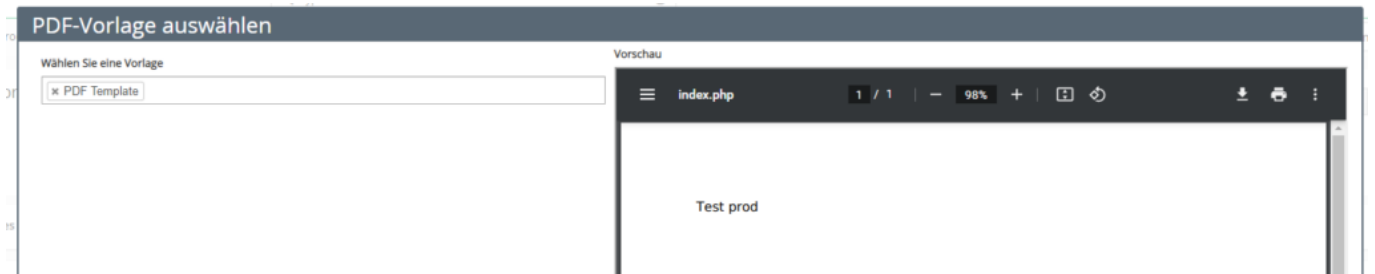 PDF-Vorlage auswählen
Wählen Sie eine Vorlage
× PDF Template
Vorschau
index.php 1 / 1 98%
Test prod